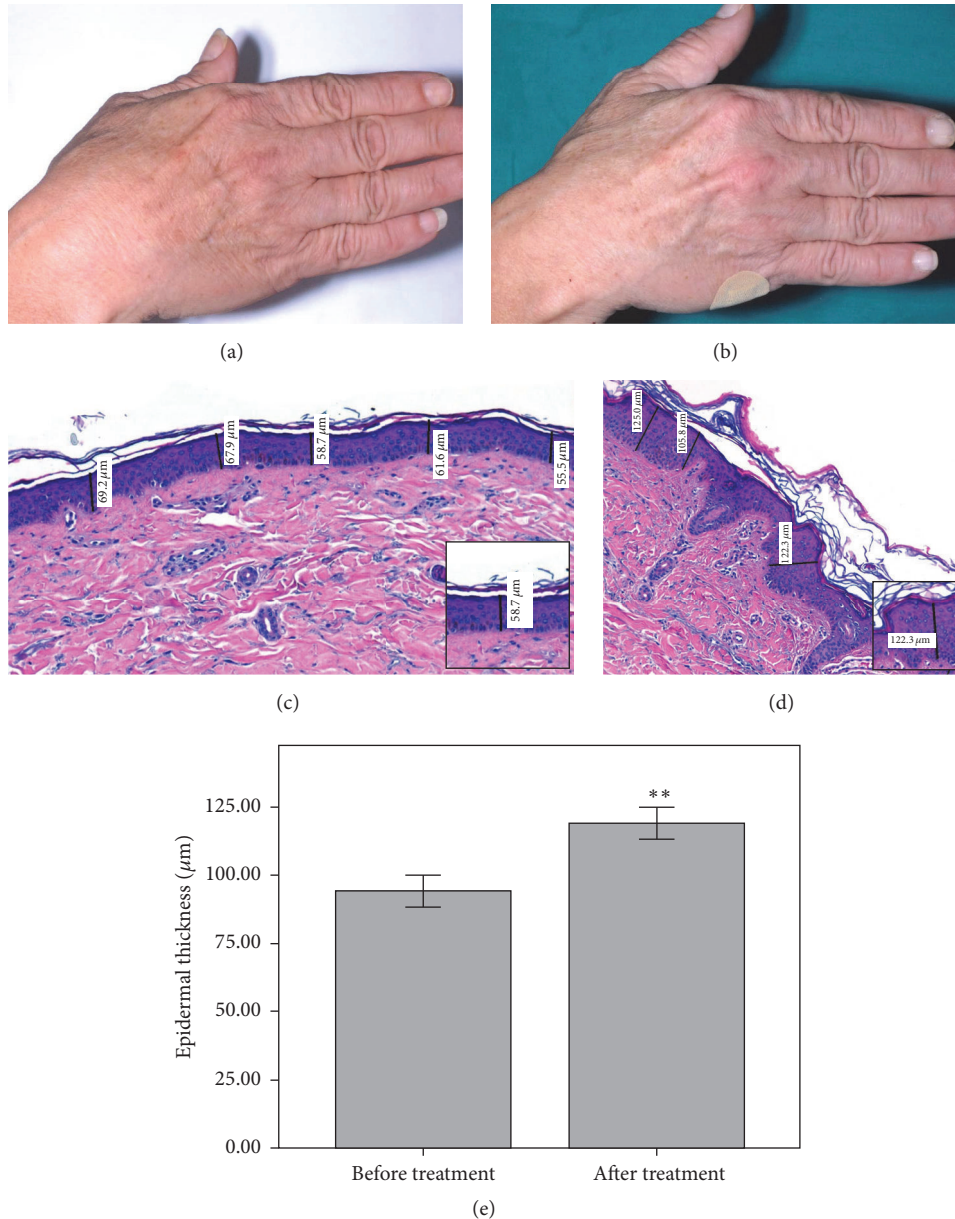 (a)
(b)
69.2 µm
67.9 µm
58.7 µm
61.6 µm
55.5 µm
58.7 µm
(c)
125.0 µm
105.8 µm
122.3 µm
122.3 µm
(d)
Epidermal thickness (µm)
125.00
**
100.00
75.00
50.00
25.00
0.00
Before treatment
After treatment
(e)